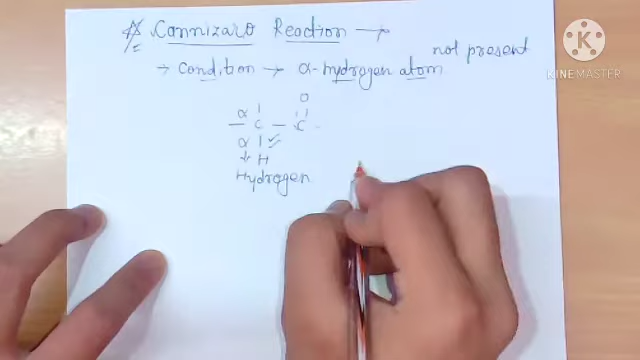 Cannizaro Reaction →
→ Condition → α-hydrogen atom not present
O
α | ||
— C — C
α |
↓ H
Hydrogen
K
KINEMASTER